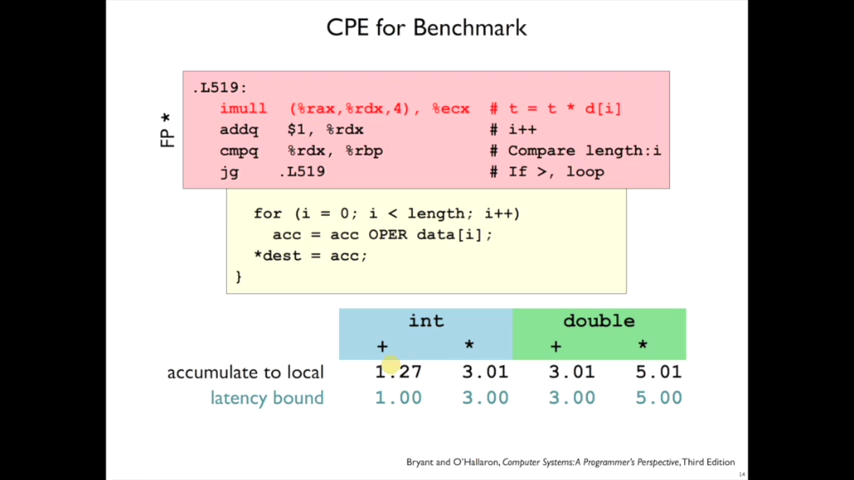 CPE for Benchmark
FP *
.L519:
imull (%rax,%rdx,4), %ecx # t = t * d[i]
addq $1, %rdx # i++
cmpq %rdx, %rbp # Compare length:i
jg .L519 # If >, loop
for (i = 0; i < length; i++)
acc = acc OPER data[i];
*dest = acc;
}
int double
+ * + *
accumulate to local 1.27 3.01 3.01 5.01
latency bound 1.00 3.00 3.00 5.00
Bryant and O'Hallaron, Computer Systems: A Programmer's Perspective, Third Edition
14